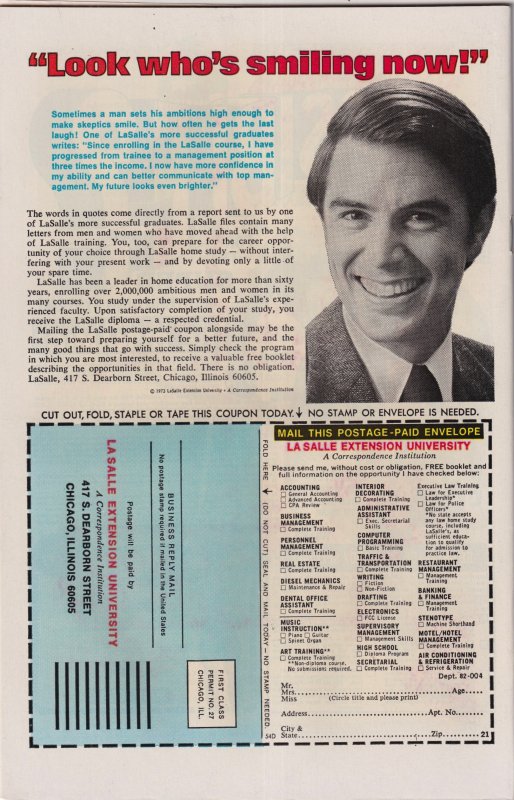 "Look who's smiling now!"
Sometimes a man sets his ambitions high enough to
make skeptics smile. But how often he gets the last
laugh! One of LaSalle's more successful graduates
writes: "Since enrolling in the LaSalle course, I have
progressed from trainee to a management position at
three times the income. I now have more confidence in
my ability and can better communicate with top man-
agement. My future looks even brighter."
The words in quotes come directly from a report sent to us by one
of LaSalle's more successful graduates. LaSalle files contain many
letters from men and women who have moved ahead with the help
of LaSalle training. You, too, can prepare for the career oppor-
tunity of your choice through LaSalle home study — without inter-
fering with your present work — and by devoting only a little of
your spare time.
LaSalle has been a leader in home education for more than sixty
years, enrolling over 2,000,000 ambitious men and women in its
many courses. You study under the supervision of LaSalle's expe-
rienced faculty. Upon satisfactory completion of your study, you
receive the LaSalle diploma — a respected credential.
Mailing the LaSalle postage-paid coupon alongside may be the
first step toward preparing yourself for a better future, and the
many good things that go with success. Simply check the program
in which you are most interested, to receive a valuable free booklet
describing the opportunities in that field. There is no obligation.
LaSalle, 417 S. Dearborn Street, Chicago, Illinois 60605.
© 1973 LaSalle Extension University • A Correspondence Institution
CUT OUT, FOLD, STAPLE OR TAPE THIS COUPON TODAY. ↓ NO STAMP OR ENVELOPE IS NEEDED.
FIRST CLASS
PERMIT NO. 27
CHICAGO, ILL.
BUSINESS REPLY MAIL
No postage stamp required if mailed in the United States
Postage will be paid by
LA SALLE EXTENSION UNIVERSITY
A Correspondence Institution
417 S. DEARBORN STREET
CHICAGO, ILLINOIS 60605
FOLD HERE ↓ (DO NOT CUT) SEAL AND MAIL TODAY — NO STAMP NEEDED
54D
MAIL THIS POSTAGE-PAID ENVELOPE
LA SALLE EXTENSION UNIVERSITY
A Correspondence Institution
Please send me, without cost or obligation, FREE booklet and
full information on the opportunity I have checked below:
ACCOUNTING
☐ General Accounting
☐ Advanced Accounting
☐ CPA Review
BUSINESS
MANAGEMENT
☐ Complete Training
PERSONNEL
MANAGEMENT
☐ Complete Training
REAL ESTATE
☐ Complete Training
DIESEL MECHANICS
☐ Maintenance & Repair
DENTAL OFFICE
ASSISTANT
☐ Complete Training
MUSIC
INSTRUCTION**
☐ Piano ☐ Guitar
☐ Spinet Organ
ART TRAINING**
☐ Complete Training
**Non-diploma course.
No submissions required.
INTERIOR
DECORATING
☐ Complete Training
ADMINISTRATIVE
ASSISTANT
☐ Exec. Secretarial
Skills
COMPUTER
PROGRAMMING
☐ Basic Training
TRAFFIC &
TRANSPORTATION
☐ Complete Training
WRITING
☐ Fiction
☐ Non-Fiction
DRAFTING
☐ Complete Training
ELECTRONICS
☐ FCC License
SUPERVISORY
MANAGEMENT
☐ Management Skills
HIGH SCHOOL
☐ Diploma Program
SECRETARIAL
☐ Complete Training
Executive Law Training
☐ Law for Executive
Leadership*
☐ Law for Police
Officers*
*No state accepts
any law home study
course, including
LaSalle's, as
sufficient educa-
tion to qualify
for admission to
practice law.
RESTAURANT
MANAGEMENT
☐ Management
Training
BANKING
& FINANCE
☐ Management
Training
STENOTYPE
☐ Machine Shorthand
MOTEL/HOTEL
MANAGEMENT
☐ Complete Training
AIR CONDITIONING
& REFRIGERATION
☐ Service & Repair
Dept. 82-004
Mr.
Mrs. Age
Miss (Circle title and please print)
Address Apt. No.
City &
State Zip 21